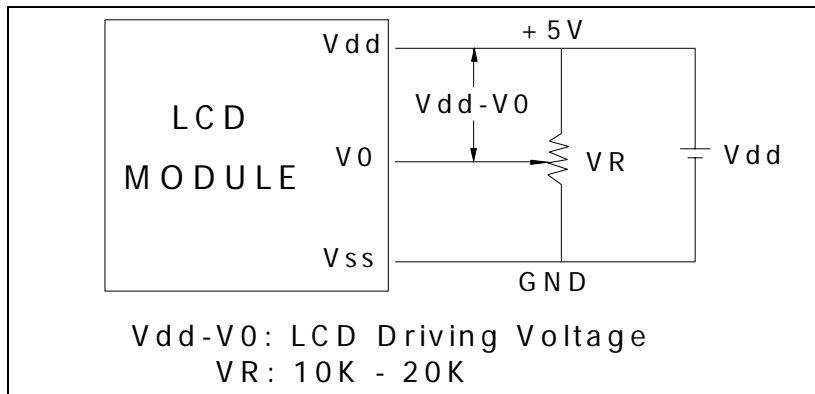 Vdd
+5V
Vdd-V0
LCD
MODULE
V0
VR
Vdd
Vss
GND
Vdd-V0: LCD Driving Voltage
VR: 10K - 20K